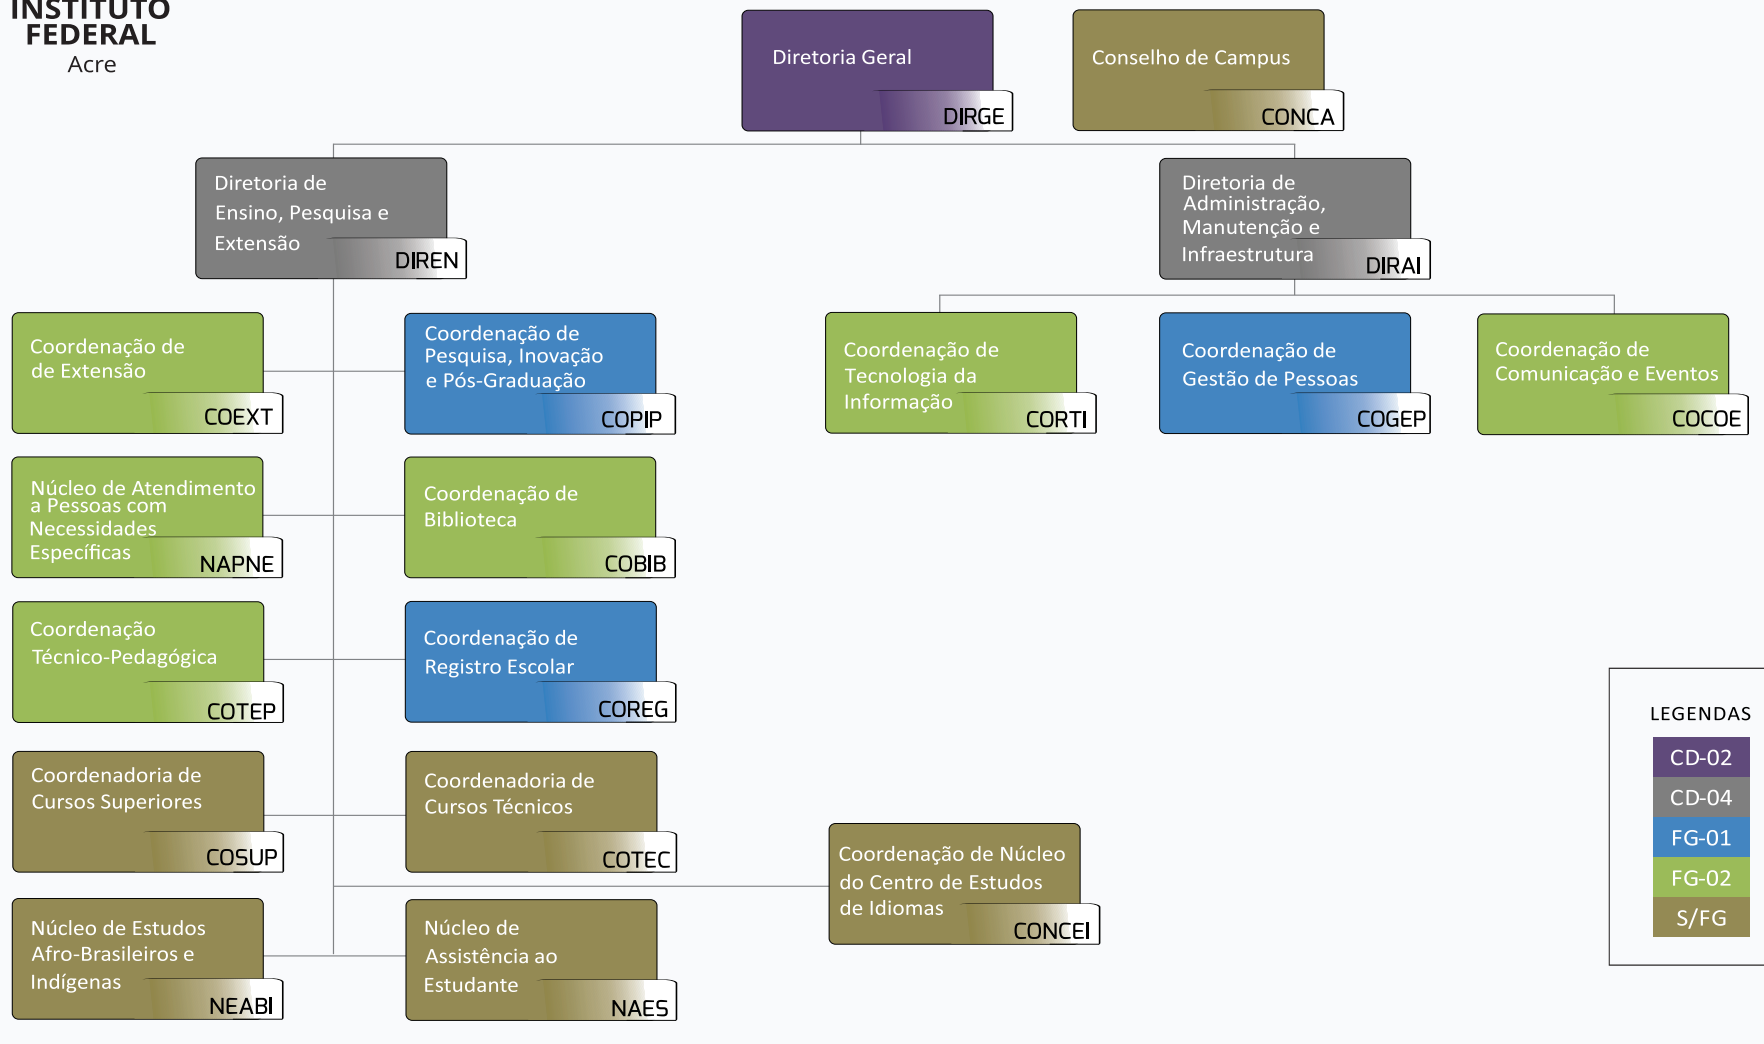 INSTITUTO
FEDERAL
Acre
Diretoria Geral
DIRGE
Conselho de Campus
CONCA
Diretoria de
Ensino, Pesquisa e
Extensão
DIREN
Diretoria de
Administração,
Manutenção e
Infraestrutura
DIRAI
Coordenação de
de Extensão
COEXT
Coordenação de
Pesquisa, Inovação
e Pós-Graduação
COPIP
Coordenação de
Tecnologia da
Informação
CORTI
Coordenação de
Gestão de Pessoas
COGEP
Coordenação de
Comunicação e Eventos
COCOE
Núcleo de Atendimento
a Pessoas com
Necessidades
Específicas
NAPNE
Coordenação de
Biblioteca
COBIB
Coordenação
Técnico-Pedagógica
COTEP
Coordenação de
Registro Escolar
COREG
Coordenadoria de
Cursos Superiores
COSUP
Coordenadoria de
Cursos Técnicos
COTEC
Coordenação de Núcleo
do Centro de Estudos
de Idiomas
CONCEI
Núcleo de Estudos
Afro-Brasileiros e
Indígenas
NEABI
Núcleo de
Assistência ao
Estudante
NAES
LEGENDAS
CD-02
CD-04
FG-01
FG-02
S/FG